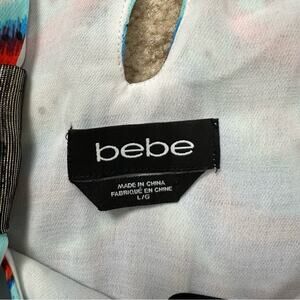 bebe
MADE IN CHINA
FABRIQUÉ EN CHINE
L/G